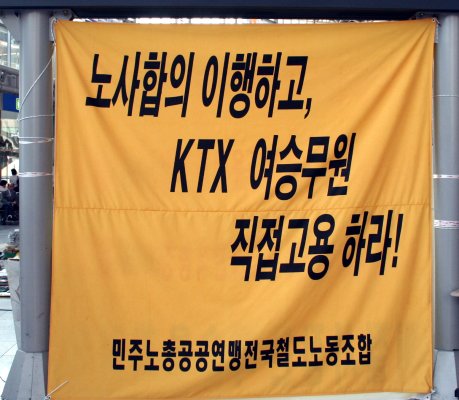 노사합의 이행하고,
KTX 여승무원
직접고용 하라!
민주노총공공연맹전국철도노동조합